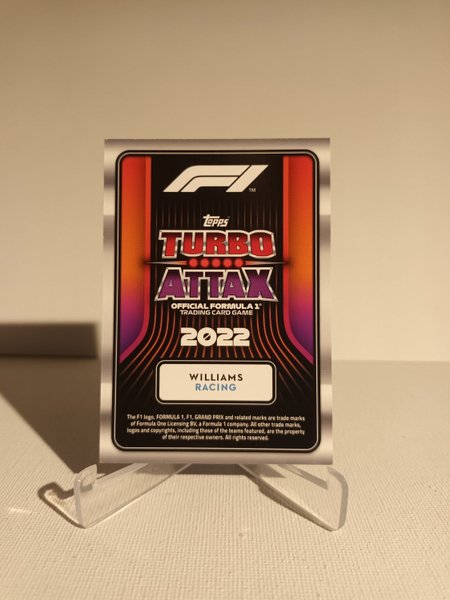 F1
TM
Topps
TURBO
ATTAX
OFFICIAL FORMULA 1®
TRADING CARD GAME
2022
WILLIAMS
RACING
The F1 logo, FORMULA 1, F1, GRAND PRIX and related marks are trade marks
of Formula One Licensing BV, a Formula 1 company. All other trade marks,
logos and copyrights, including those of the teams featured, are the property
of their respective owners. All rights reserved.